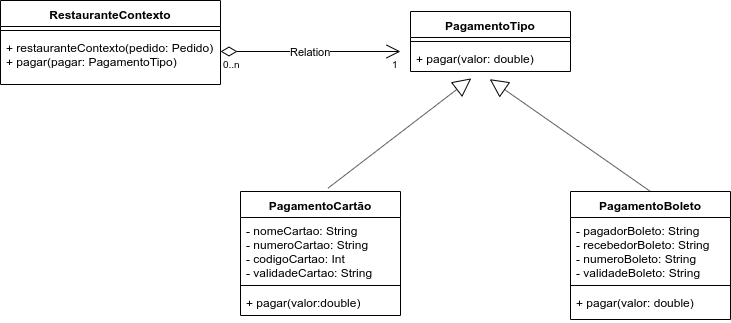 RestauranteContexto
+ restauranteContexto(pedido: Pedido)
+ pagar(pagar: PagamentoTipo)
Relation
0..n
1
PagamentoTipo
+ pagar(valor: double)
PagamentoCartão
- nomeCartao: String
- numeroCartao: String
- codigoCartao: Int
- validadeCartao: String
+ pagar(valor:double)
PagamentoBoleto
- pagadorBoleto: String
- recebedorBoleto: String
- numeroBoleto: String
- validadeBoleto: String
+ pagar(valor: double)